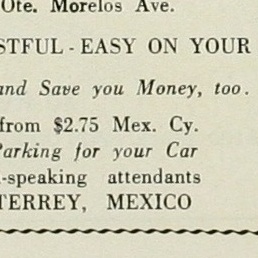 Ote. Morelos Ave.
STFUL - EASY ON YOUR
and Save you Money, too.
from $2.75 Mex. Cy.
Parking for your Car
-speaking attendants
TERREY, MEXICO